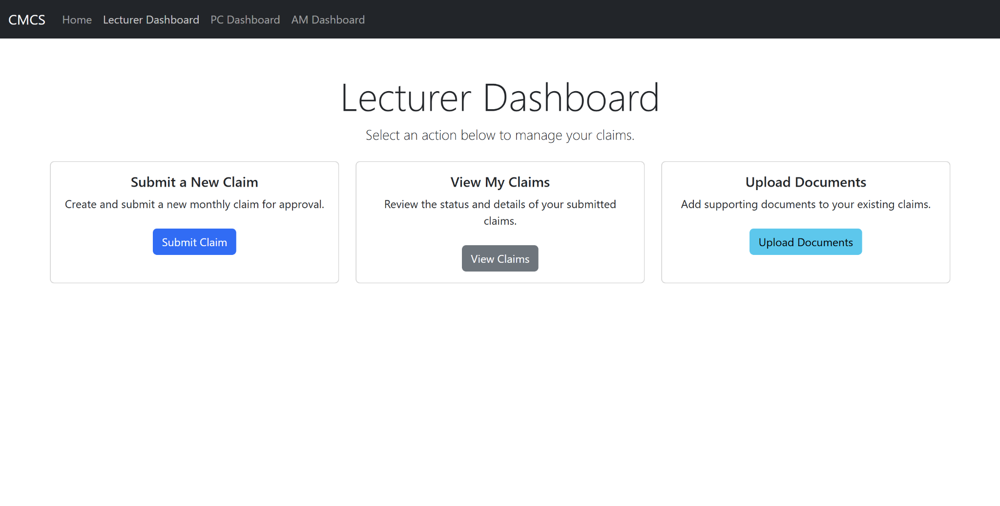 CMCS Home Lecturer Dashboard PC Dashboard AM Dashboard
Lecturer Dashboard
Select an action below to manage your claims.
Submit a New Claim
Create and submit a new monthly claim for approval.
Submit Claim
View My Claims
Review the status and details of your submitted
claims.
View Claims
Upload Documents
Add supporting documents to your existing claims.
Upload Documents